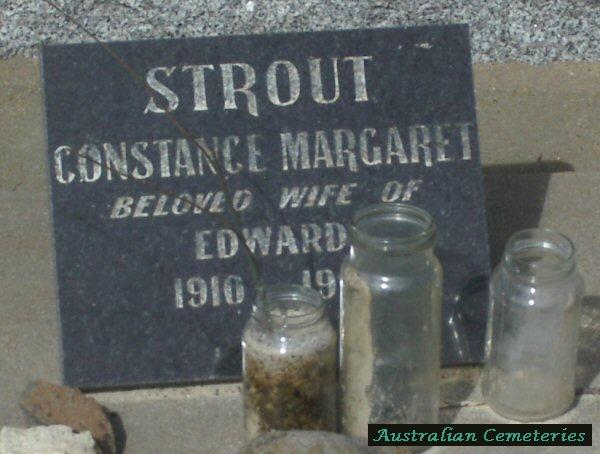 STROUT
CONSTANCE MARGARET
BELOVED WIFE OF
EDWARD
1910 19
Australian Cemeteries